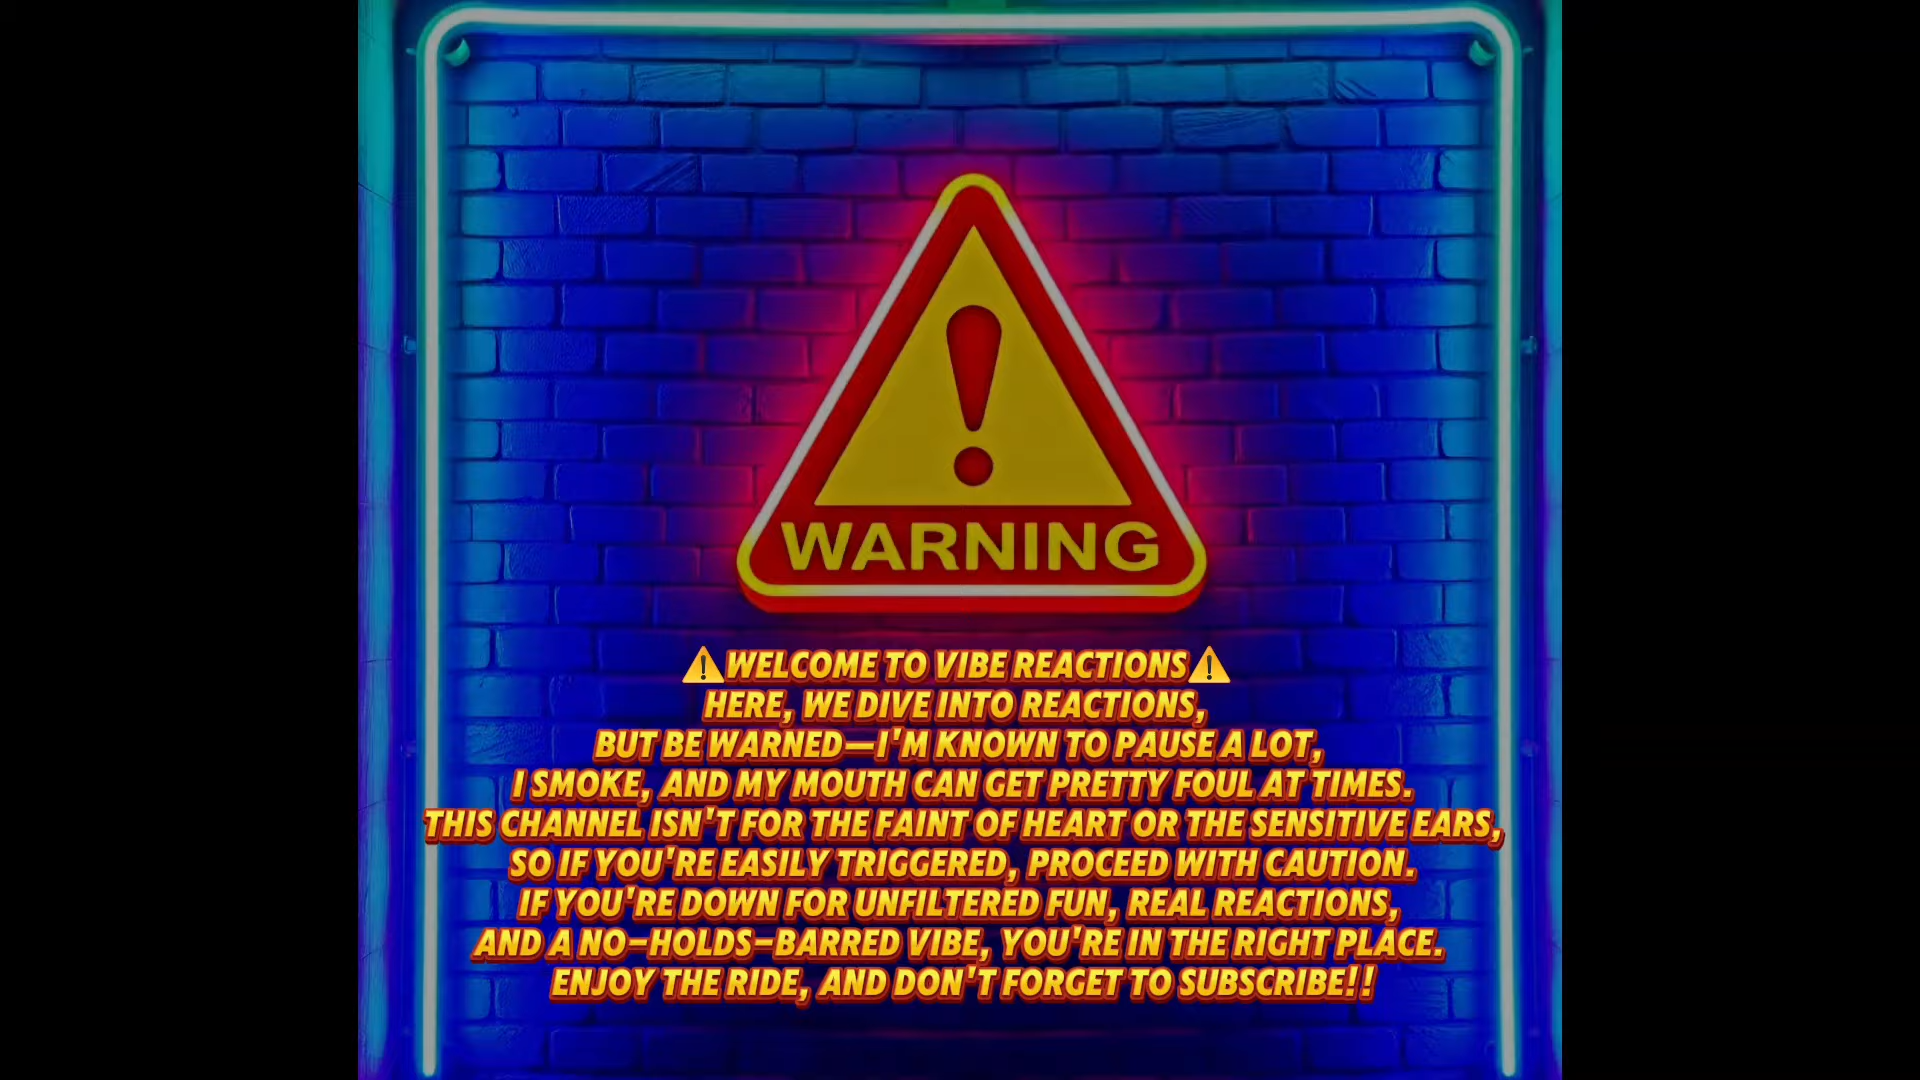 WARNING
⚠️WELCOME TO VIBE REACTIONS⚠️
HERE, WE DIVE INTO REACTIONS,
BUT BE WARNED—I'M KNOWN TO PAUSE A LOT,
I SMOKE, AND MY MOUTH CAN GET PRETTY FOUL AT TIMES.
THIS CHANNEL ISN'T FOR THE FAINT OF HEART OR THE SENSITIVE EARS,
SO IF YOU'RE EASILY TRIGGERED, PROCEED WITH CAUTION.
IF YOU'RE DOWN FOR UNFILTERED FUN, REAL REACTIONS,
AND A NO-HOLDS-BARRED VIBE, YOU'RE IN THE RIGHT PLACE.
ENJOY THE RIDE, AND DON'T FORGET TO SUBSCRIBE!!